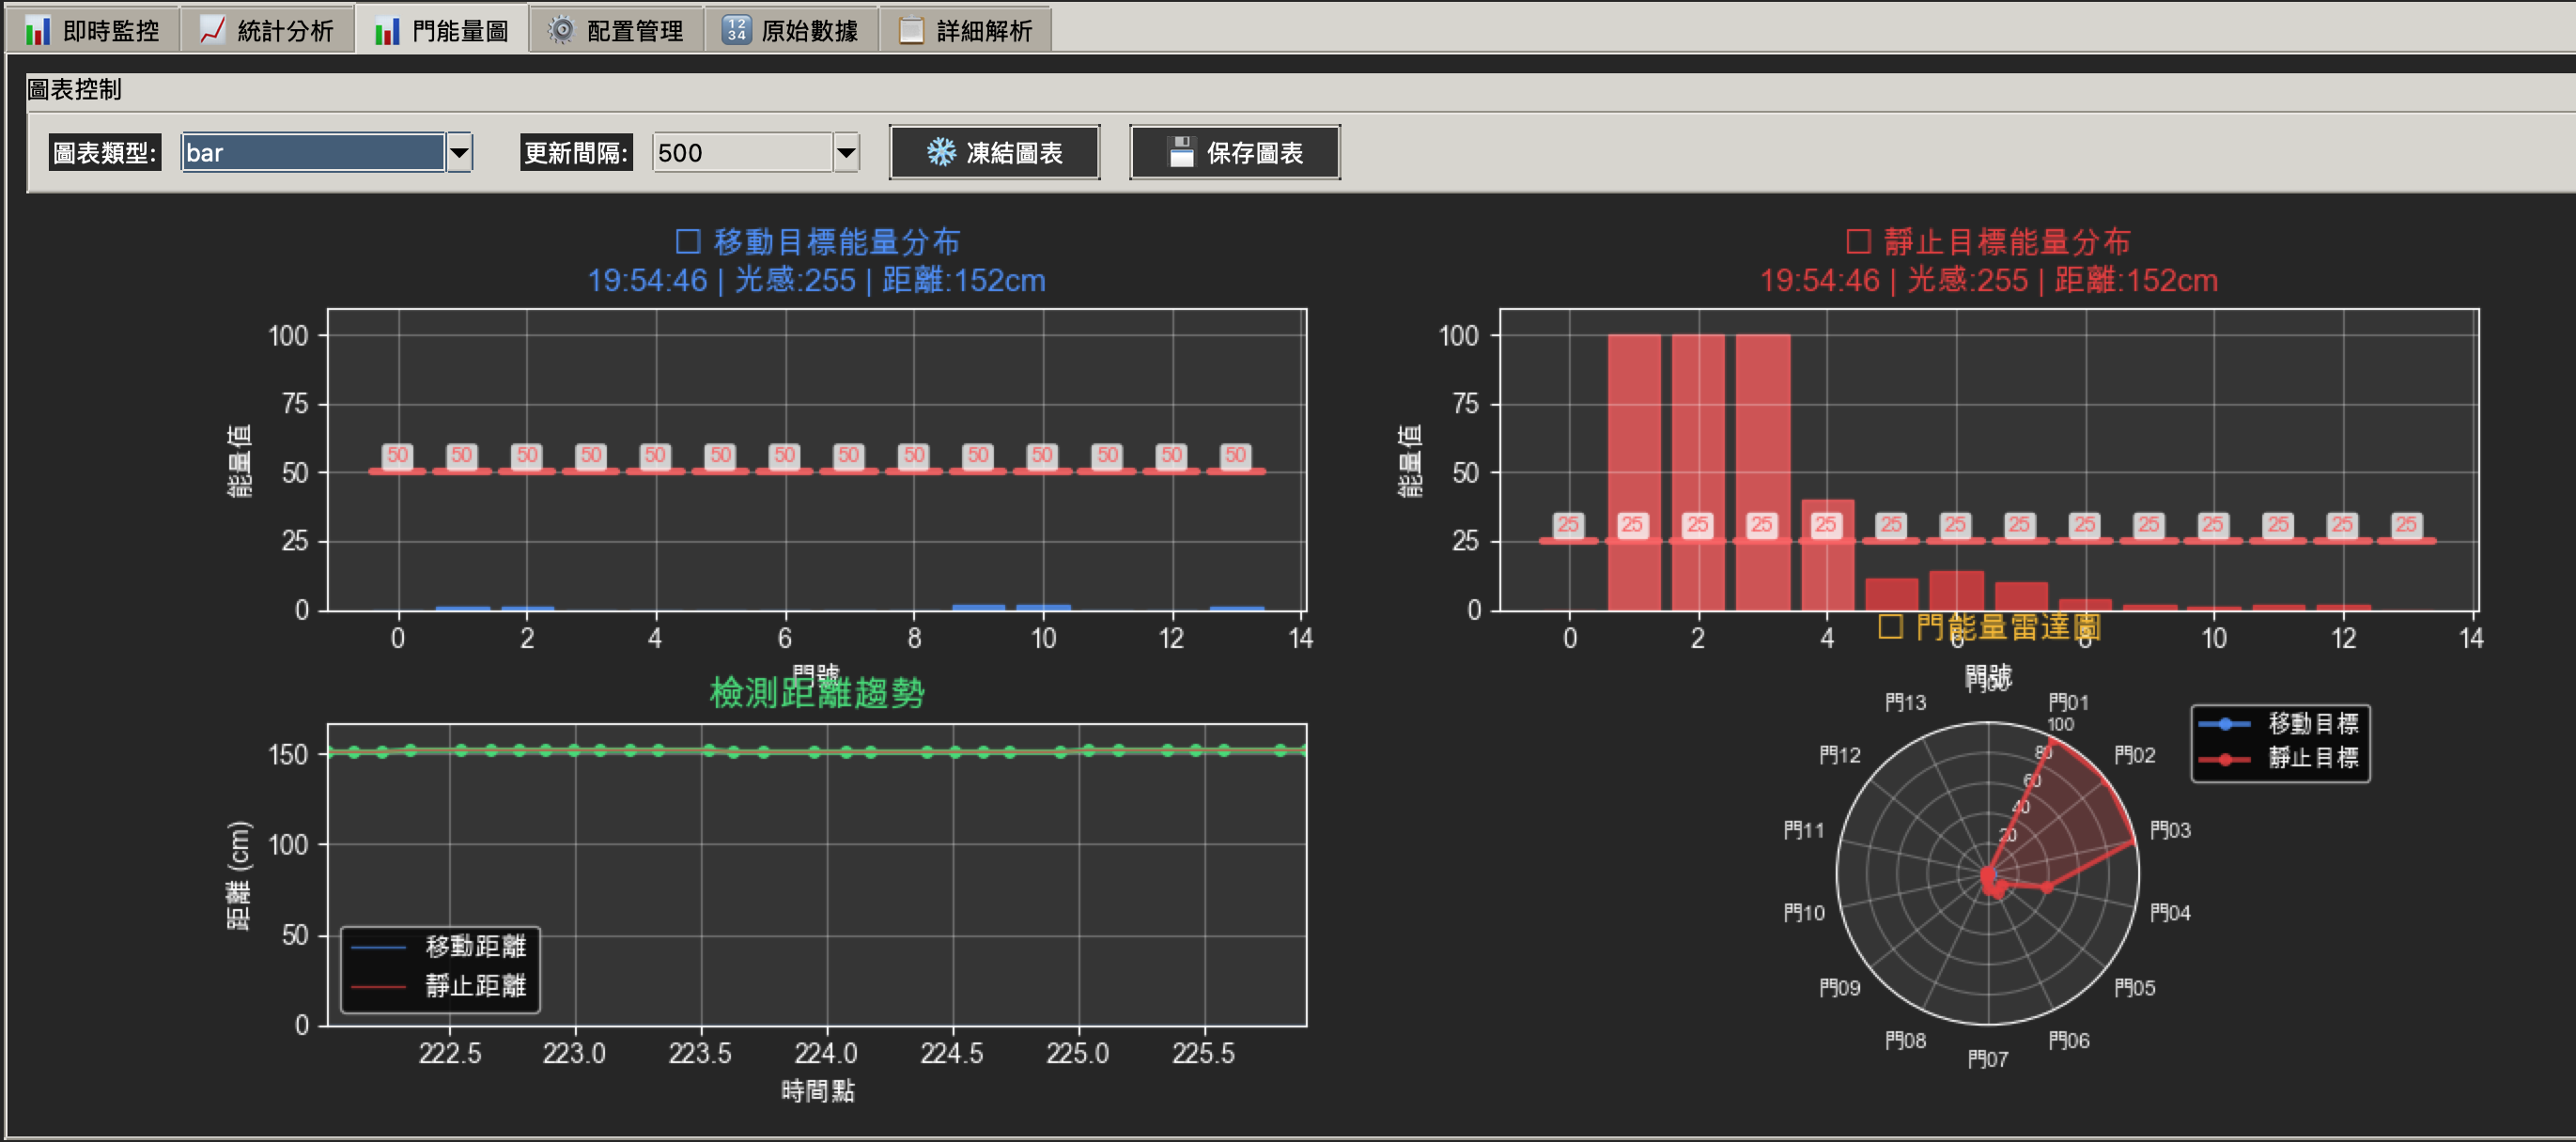 即時監控
統計分析
門能量圖
配置管理
原始數據
詳細解析
圖表控制
圖表類型: bar
更新間隔: 500
凍結圖表
保存圖表
移動目標能量分布
19:54:46 | 光感:255 | 距離:152cm
能量值
100
75
50
25
0
50 50 50 50 50 50 50 50 50 50 50 50 50 50
0 2 4 6 8 10 12 14
門號
靜止目標能量分布
19:54:46 | 光感:255 | 距離:152cm
能量值
100
75
50
25
0
25 25 25 25 25 25 25 25 25 25 25 25 25 25
0 2 4 6 8 10 12 14
門號
檢測距離趨勢
距離 (cm)
150
100
50
0
移動距離
靜止距離
222.5 223.0 223.5 224.0 224.5 225.0 225.5
時間點
門能量雷達圖
門00
門01
門02
門03
門04
門05
門06
門07
門08
門09
門10
門11
門12
門13
100
80
60
40
20
移動目標
靜止目標